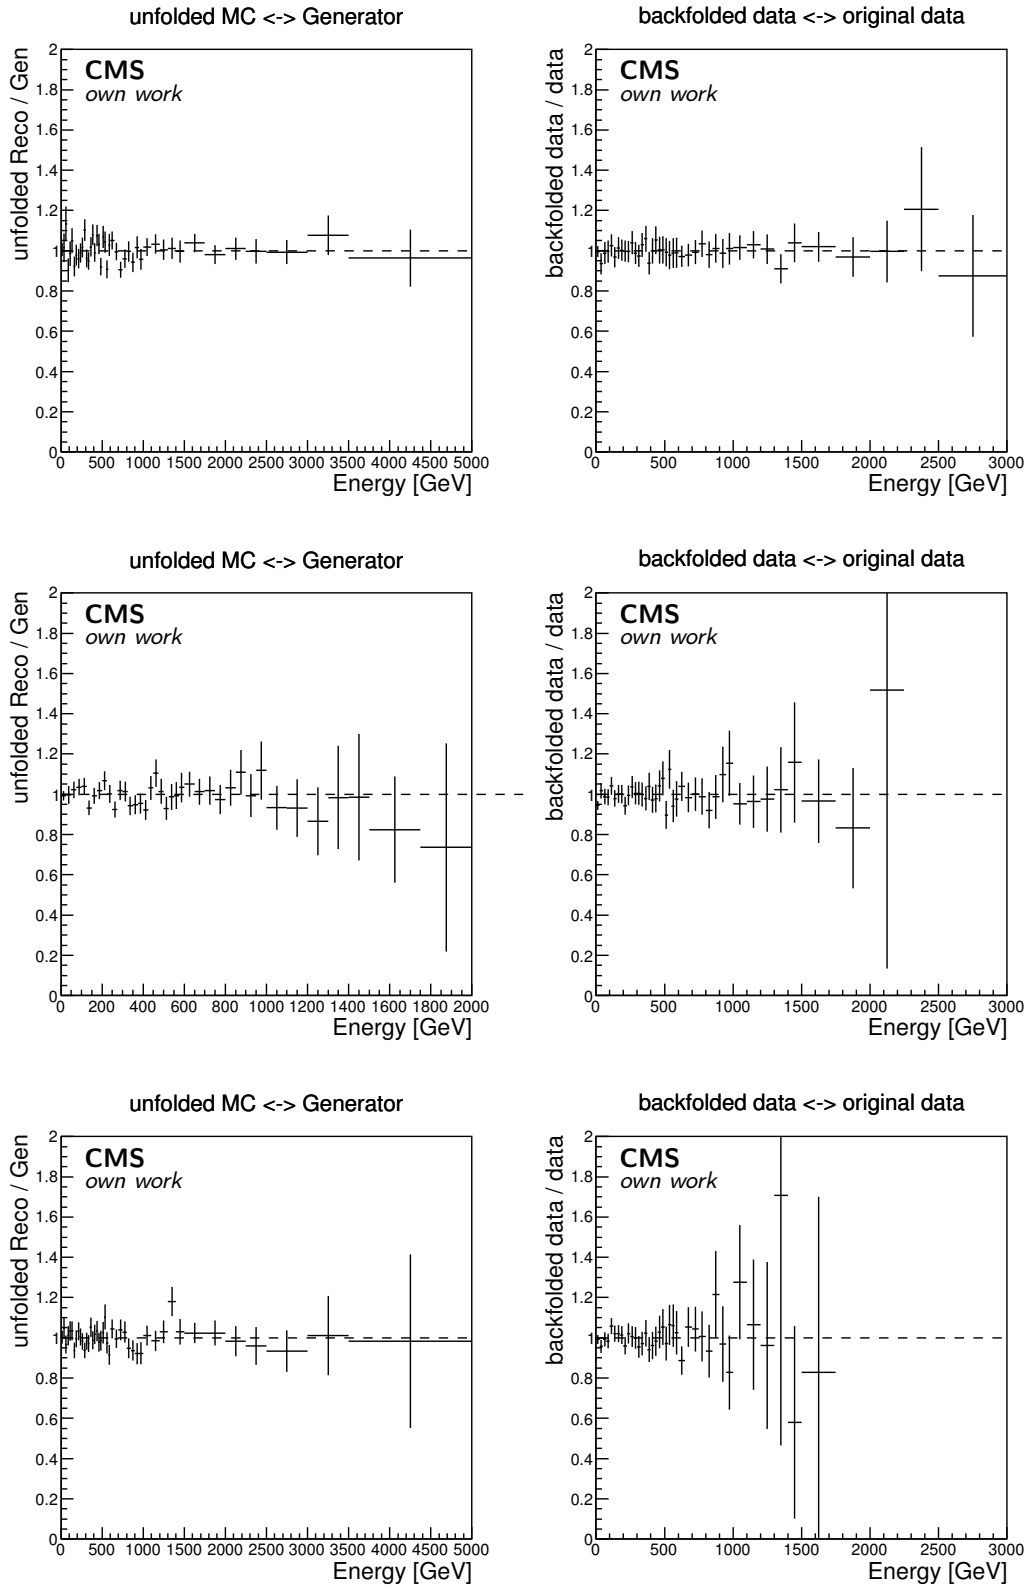 unfolded MC <-> Generator
unfolded Reco / Gen
CMS
own work
2
1.8
1.6
1.4
1.2
1
0.8
0.6
0.4
0.2
0
0 500 1000 1500 2000 2500 3000 3500 4000 4500 5000
Energy [GeV]
backfolded data <-> original data
backfolded data / data
CMS
own work
2
1.8
1.6
1.4
1.2
1
0.8
0.6
0.4
0.2
0
0 500 1000 1500 2000 2500 3000
Energy [GeV]
unfolded MC <-> Generator
unfolded Reco / Gen
CMS
own work
2
1.8
1.6
1.4
1.2
1
0.8
0.6
0.4
0.2
0
0 200 400 600 800 1000 1200 1400 1600 1800 2000
Energy [GeV]
backfolded data <-> original data
backfolded data / data
CMS
own work
2
1.8
1.6
1.4
1.2
1
0.8
0.6
0.4
0.2
0
0 500 1000 1500 2000 2500 3000
Energy [GeV]
unfolded MC <-> Generator
unfolded Reco / Gen
CMS
own work
2
1.8
1.6
1.4
1.2
1
0.8
0.6
0.4
0.2
0
0 500 1000 1500 2000 2500 3000 3500 4000 4500 5000
Energy [GeV]
backfolded data <-> original data
backfolded data / data
CMS
own work
2
1.8
1.6
1.4
1.2
1
0.8
0.6
0.4
0.2
0
0 500 1000 1500 2000 2500 3000
Energy [GeV]